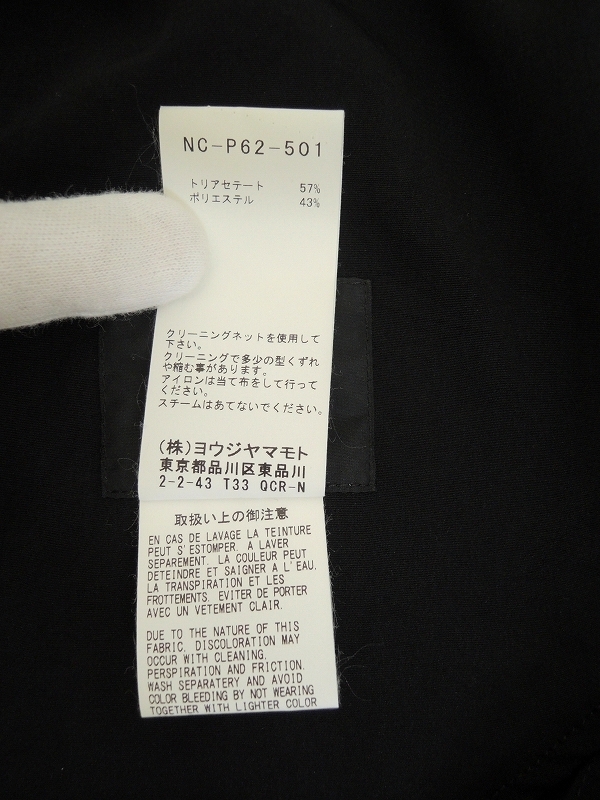 NC-P62-501
トリアセテート 57%
ポリエステル 43%
クリーニングネットを使用して
下さい。
クリーニングで多少の型くずれ
や縮む事があります。
アイロンは当て布をして行って
ください。
スチームはあてないでください。
(株)ヨウジヤマモト
東京都品川区東品川
2-2-43 T33 QCR-N
取扱い上の御注意
EN CAS DE LAVAGE LA TEINTURE
PEUT S'ESTOMPER. A LAVER
SEPAREMENT. LA COULEUR PEUT
DETEINDRE ET SAIGNER A L'EAU.
LA TRANSPIRATION ET LES
FROTTEMENTS. EVITER DE PORTER
AVEC UN VETEMENT CLAIR.
DUE TO THE NATURE OF THIS
FABRIC, DISCOLORATION MAY
OCCUR WITH CLEANING,
PERSPIRATION AND FRICTION.
WASH SEPARATERY AND AVOID
COLOR BLEEDING BY NOT WEARING
TOGETHER WITH LIGHTER COLOR